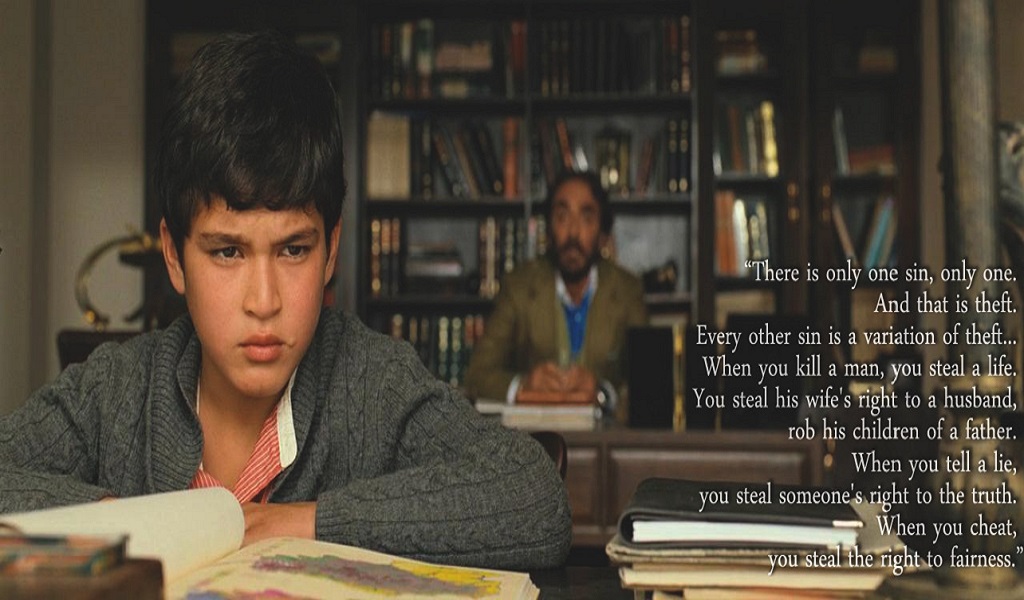 “There is only one sin, only one.
And that is theft.
Every other sin is a variation of theft...
When you kill a man, you steal a life.
You steal his wife's right to a husband,
rob his children of a father.
When you tell a lie,
you steal someone's right to the truth.
When you cheat,
you steal the right to fairness.”